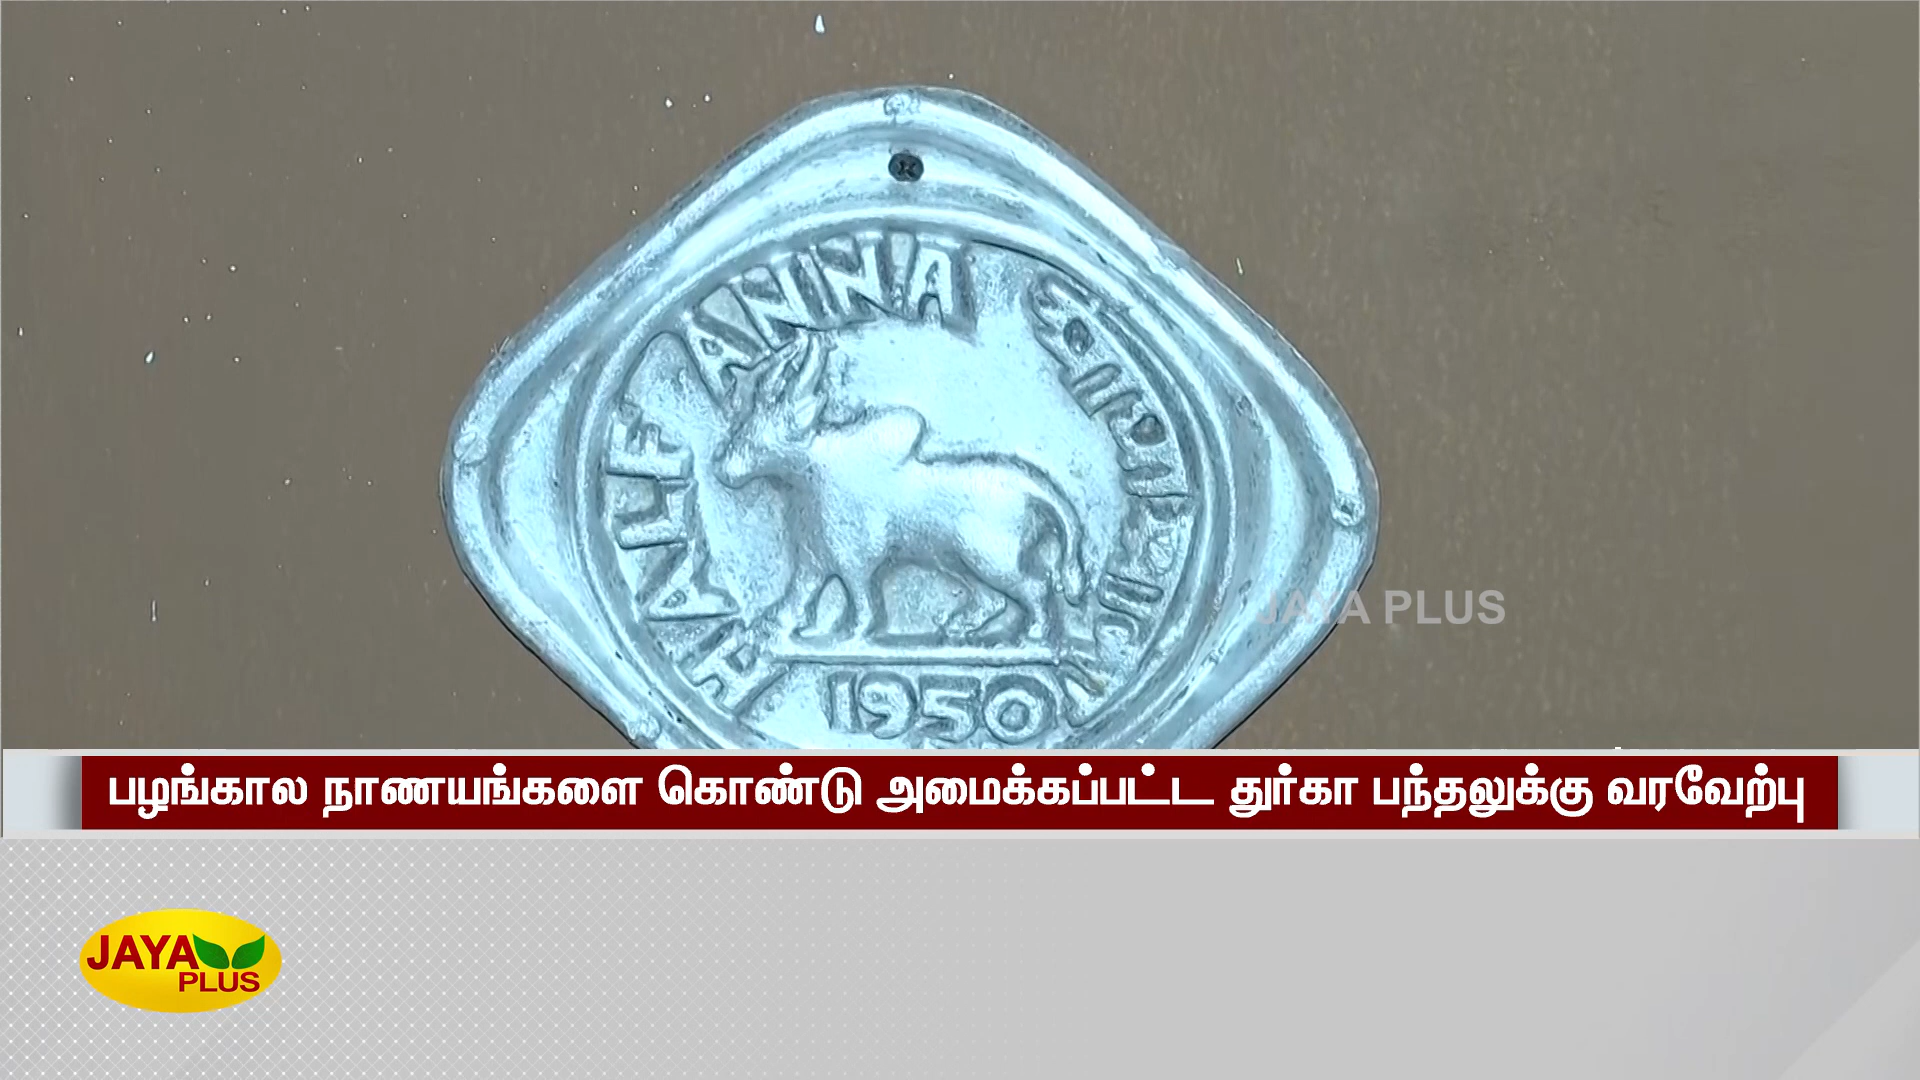 HALF ANNA
1950
JAYA PLUS
பழங்கால நாணயங்களை கொண்டு அமைக்கப்பட்ட துர்கா பந்தலுக்கு வரவேற்பு
JAYA
PLUS